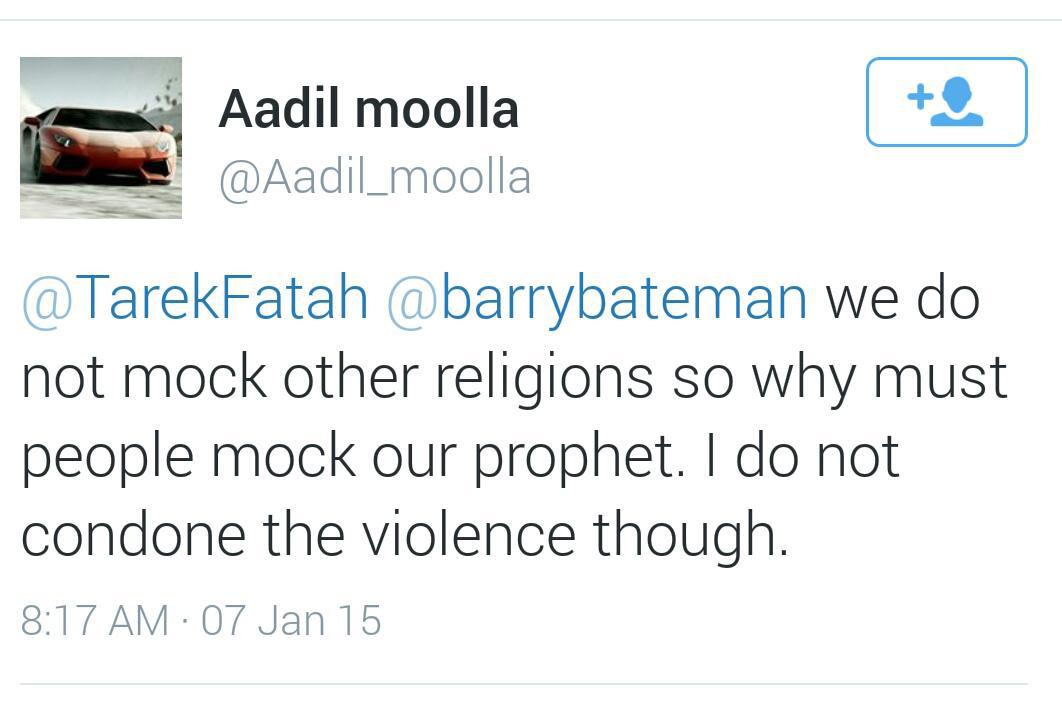 Aadil moolla
@Aadil_moolla
@TarekFatah @barrybateman we do
not mock other religions so why must
people mock our prophet. I do not
condone the violence though.
8:17 AM · 07 Jan 15